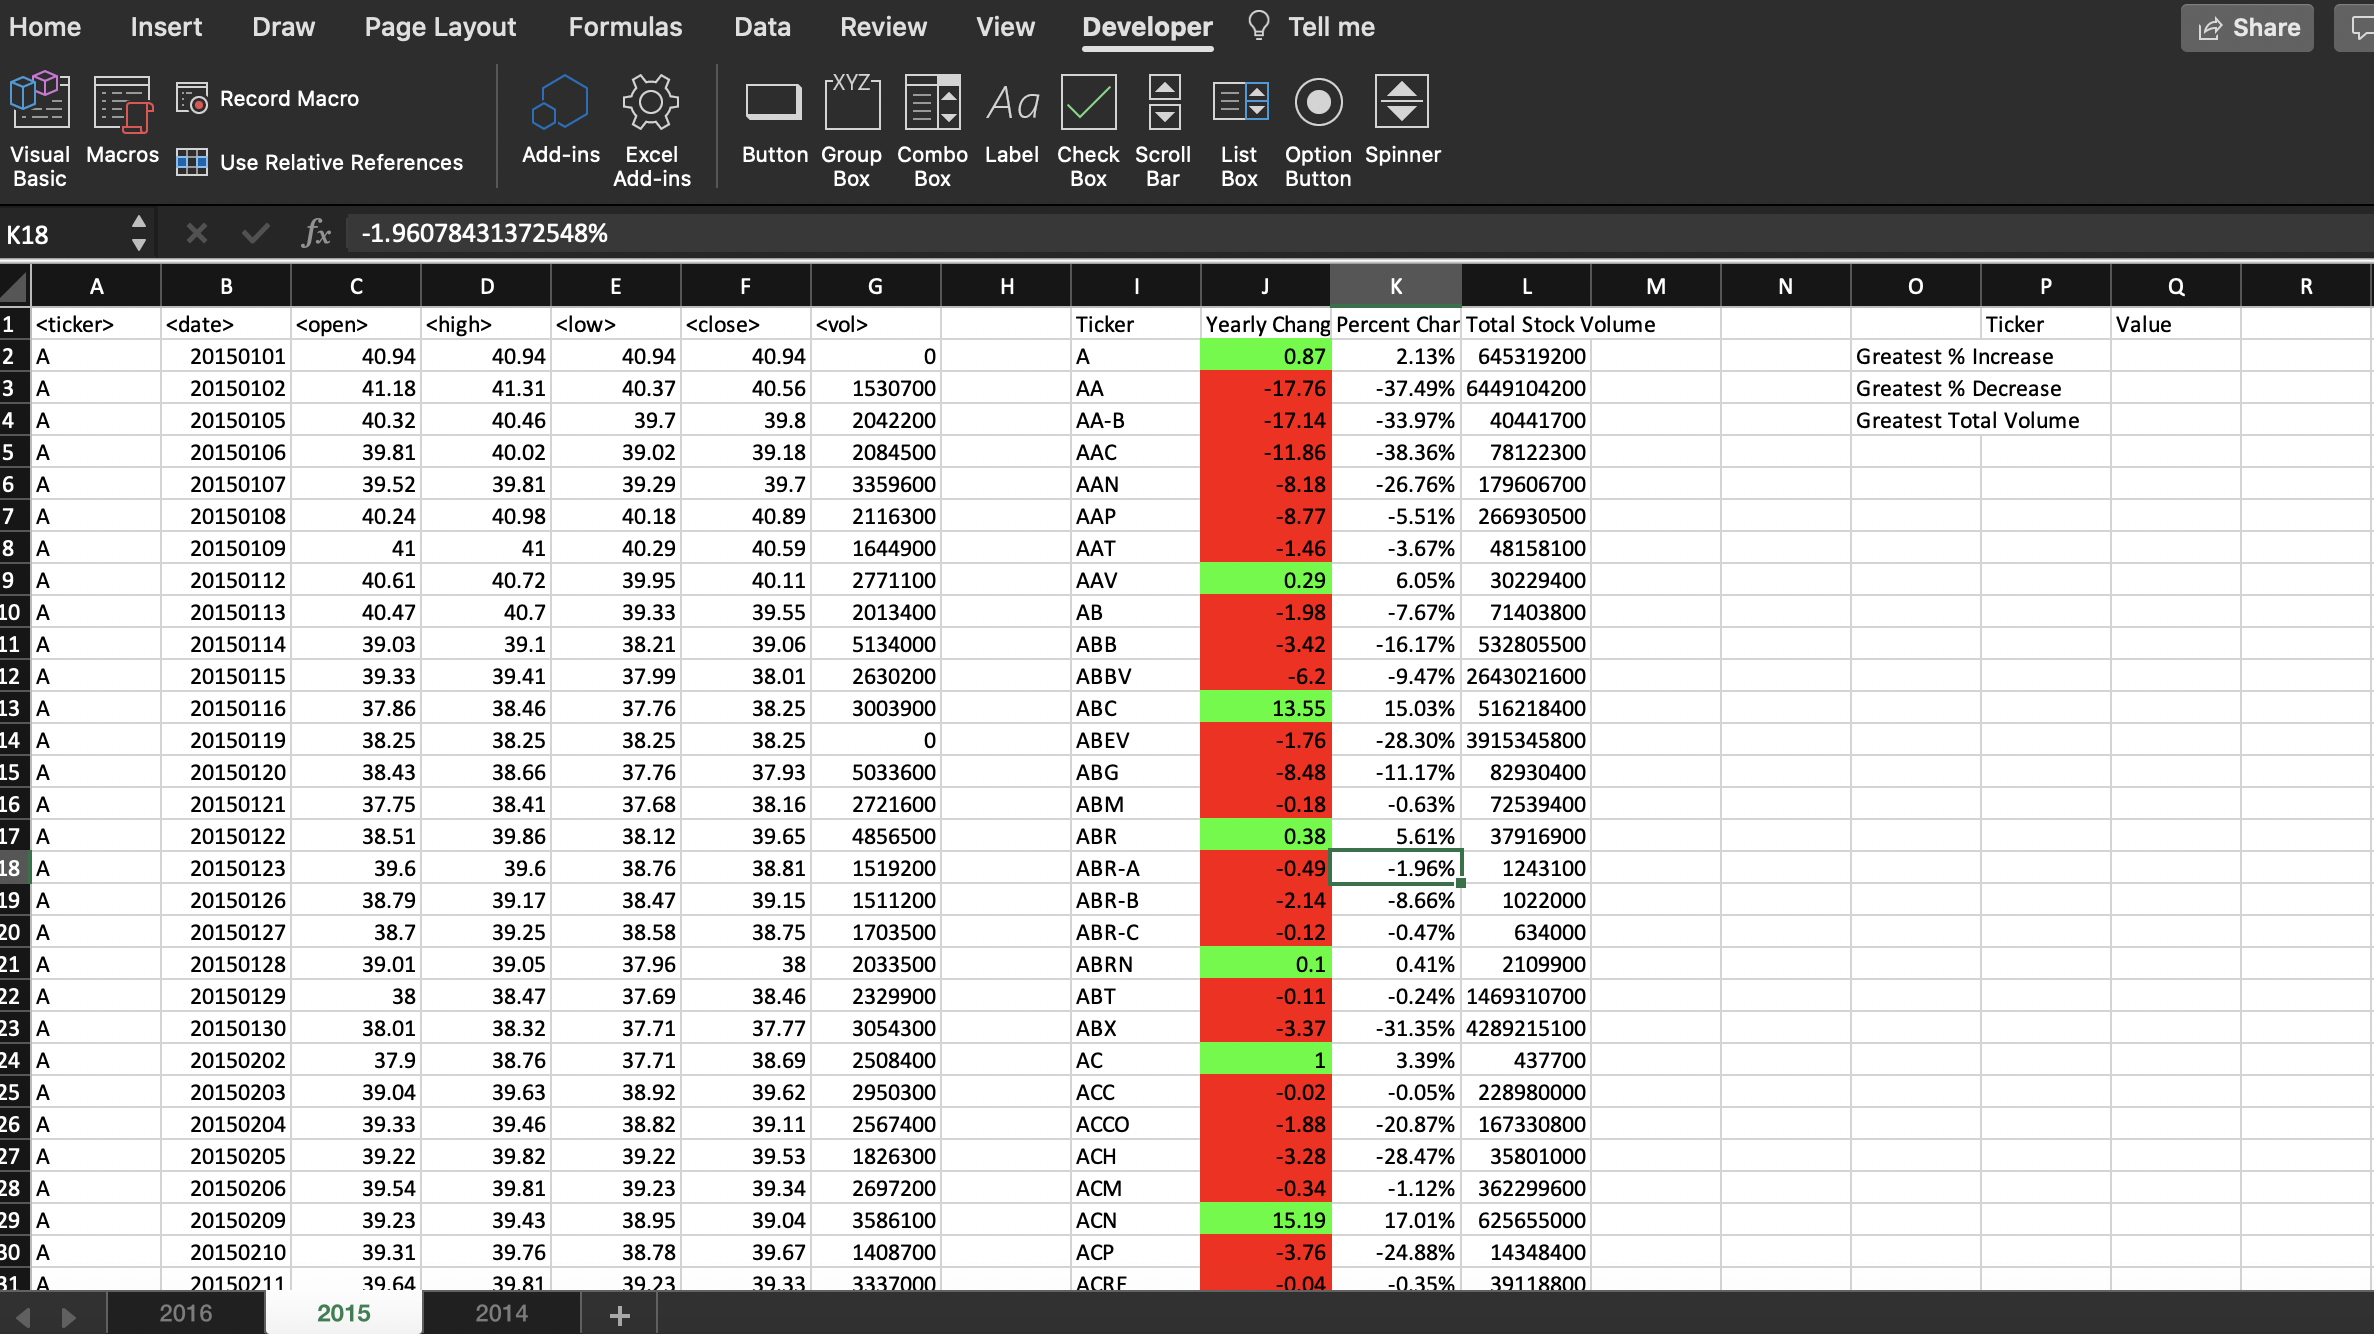 Home Insert Draw Page Layout Formulas Data Review View Developer Tell me Share
Visual Basic Macros Record Macro Use Relative References Add-ins Excel Add-ins Button Group Box Combo Box Label Check Box Scroll Bar List Box Option Button Spinner
XYZ Aa
K18 fx -1.96078431372548%
A B C D E F G H I J K L M N O P Q R
1 <ticker> <date> <open> <high> <low> <close> <vol> Ticker Yearly Chang Percent Char Total Stock Volume Ticker Value
2 A 20150101 40.94 40.94 40.94 40.94 0 A 0.87 2.13% 645319200 Greatest % Increase
3 A 20150102 41.18 41.31 40.37 40.56 1530700 AA -17.76 -37.49% 6449104200 Greatest % Decrease
4 A 20150105 40.32 40.46 39.7 39.8 2042200 AA-B -17.14 -33.97% 40441700 Greatest Total Volume
5 A 20150106 39.81 40.02 39.02 39.18 2084500 AAC -11.86 -38.36% 78122300
6 A 20150107 39.52 39.81 39.29 39.7 3359600 AAN -8.18 -26.76% 179606700
7 A 20150108 40.24 40.98 40.18 40.89 2116300 AAP -8.77 -5.51% 266930500
8 A 20150109 41 41 40.29 40.59 1644900 AAT -1.46 -3.67% 48158100
9 A 20150112 40.61 40.72 39.95 40.11 2771100 AAV 0.29 6.05% 30229400
10 A 20150113 40.47 40.7 39.33 39.55 2013400 AB -1.98 -7.67% 71403800
11 A 20150114 39.03 39.1 38.21 39.06 5134000 ABB -3.42 -16.17% 532805500
12 A 20150115 39.33 39.41 37.99 38.01 2630200 ABBV -6.2 -9.47% 2643021600
13 A 20150116 37.86 38.46 37.76 38.25 3003900 ABC 13.55 15.03% 516218400
14 A 20150119 38.25 38.25 38.25 38.25 0 ABEV -1.76 -28.30% 3915345800
15 A 20150120 38.43 38.66 37.76 37.93 5033600 ABG -8.48 -11.17% 82930400
16 A 20150121 37.75 38.41 37.68 38.16 2721600 ABM -0.18 -0.63% 72539400
17 A 20150122 38.51 39.86 38.12 39.65 4856500 ABR 0.38 5.61% 37916900
18 A 20150123 39.6 39.6 38.76 38.81 1519200 ABR-A -0.49 -1.96% 1243100
19 A 20150126 38.79 39.17 38.47 39.15 1511200 ABR-B -2.14 -8.66% 1022000
20 A 20150127 38.7 39.25 38.58 38.75 1703500 ABR-C -0.12 -0.47% 634000
21 A 20150128 39.01 39.05 37.96 38 2033500 ABRN 0.1 0.41% 2109900
22 A 20150129 38 38.47 37.69 38.46 2329900 ABT -0.11 -0.24% 1469310700
23 A 20150130 38.01 38.32 37.71 37.77 3054300 ABX -3.37 -31.35% 4289215100
24 A 20150202 37.9 38.76 37.71 38.69 2508400 AC 1 3.39% 437700
25 A 20150203 39.04 39.63 38.92 39.62 2950300 ACC -0.02 -0.05% 228980000
26 A 20150204 39.33 39.46 38.82 39.11 2567400 ACCO -1.88 -20.87% 167330800
27 A 20150205 39.22 39.82 39.22 39.53 1826300 ACH -3.28 -28.47% 35801000
28 A 20150206 39.54 39.81 39.23 39.34 2697200 ACM -0.34 -1.12% 362299600
29 A 20150209 39.23 39.43 38.95 39.04 3586100 ACN 15.19 17.01% 625655000
30 A 20150210 39.31 39.76 38.78 39.67 1408700 ACP -3.76 -24.88% 14348400
31 A 20150211 39.64 39.81 39.23 39.33 3337000 ACRE -0.04 -0.35% 39118800
2016 2015 2014 +